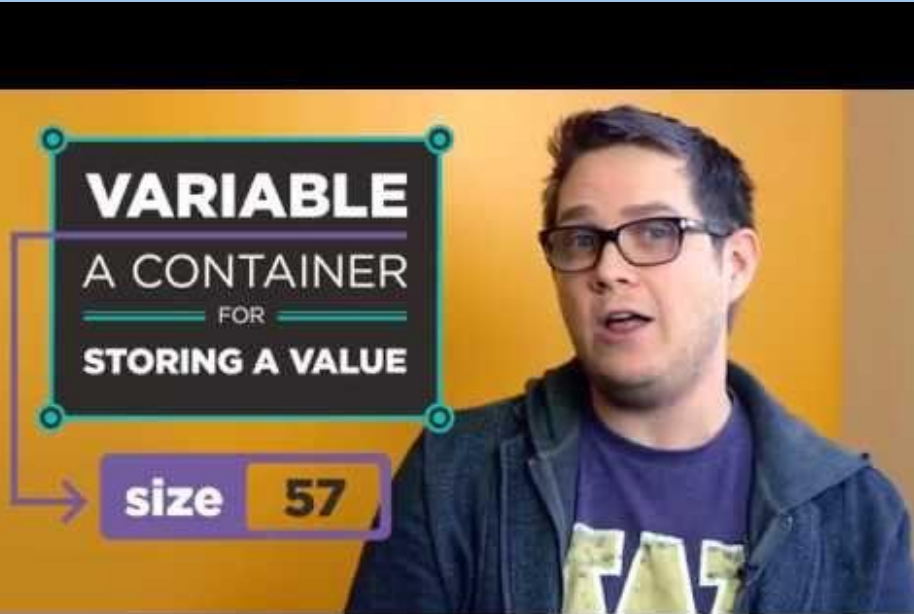 VARIABLE
A CONTAINER
FOR
STORING A VALUE
size 57